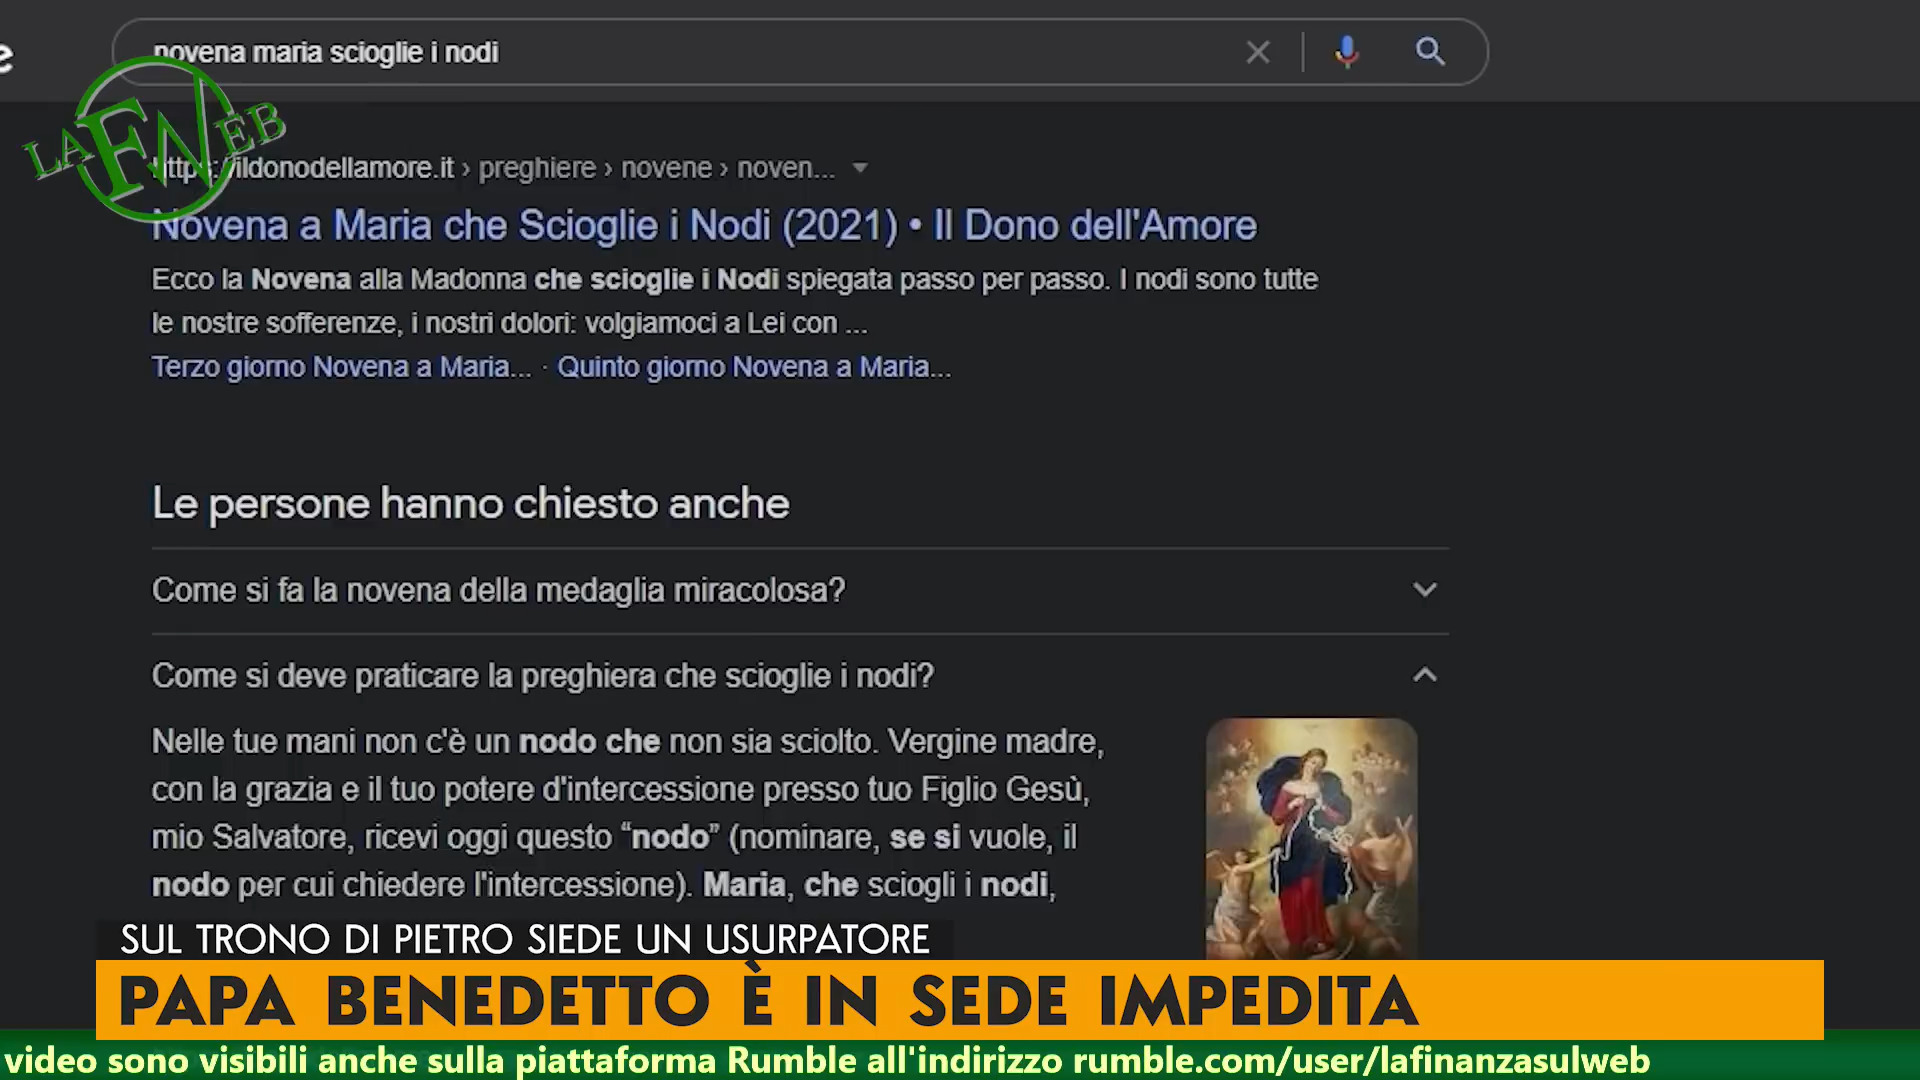 novena maria scioglie i nodi
LA FW EB
https://ildonodellamore.it › preghiere › novene › noven...
Novena a Maria che Scioglie i Nodi (2021) • Il Dono dell'Amore
Ecco la Novena alla Madonna che scioglie i Nodi spiegata passo per passo. I nodi sono tutte
le nostre sofferenze, i nostri dolori: volgiamoci a Lei con ...
Terzo giorno Novena a Maria... · Quinto giorno Novena a Maria...
Le persone hanno chiesto anche
Come si fa la novena della medaglia miracolosa?
Come si deve praticare la preghiera che scioglie i nodi?
Nelle tue mani non c'è un nodo che non sia sciolto. Vergine madre,
con la grazia e il tuo potere d'intercessione presso tuo Figlio Gesù,
mio Salvatore, ricevi oggi questo “nodo” (nominare, se si vuole, il
nodo per cui chiedere l'intercessione). Maria, che sciogli i nodi,
SUL TRONO DI PIETRO SIEDE UN USURPATORE
PAPA BENEDETTO È IN SEDE IMPEDITA
video sono visibili anche sulla piattaforma Rumble all'indirizzo rumble.com/user/lafinanzasulweb